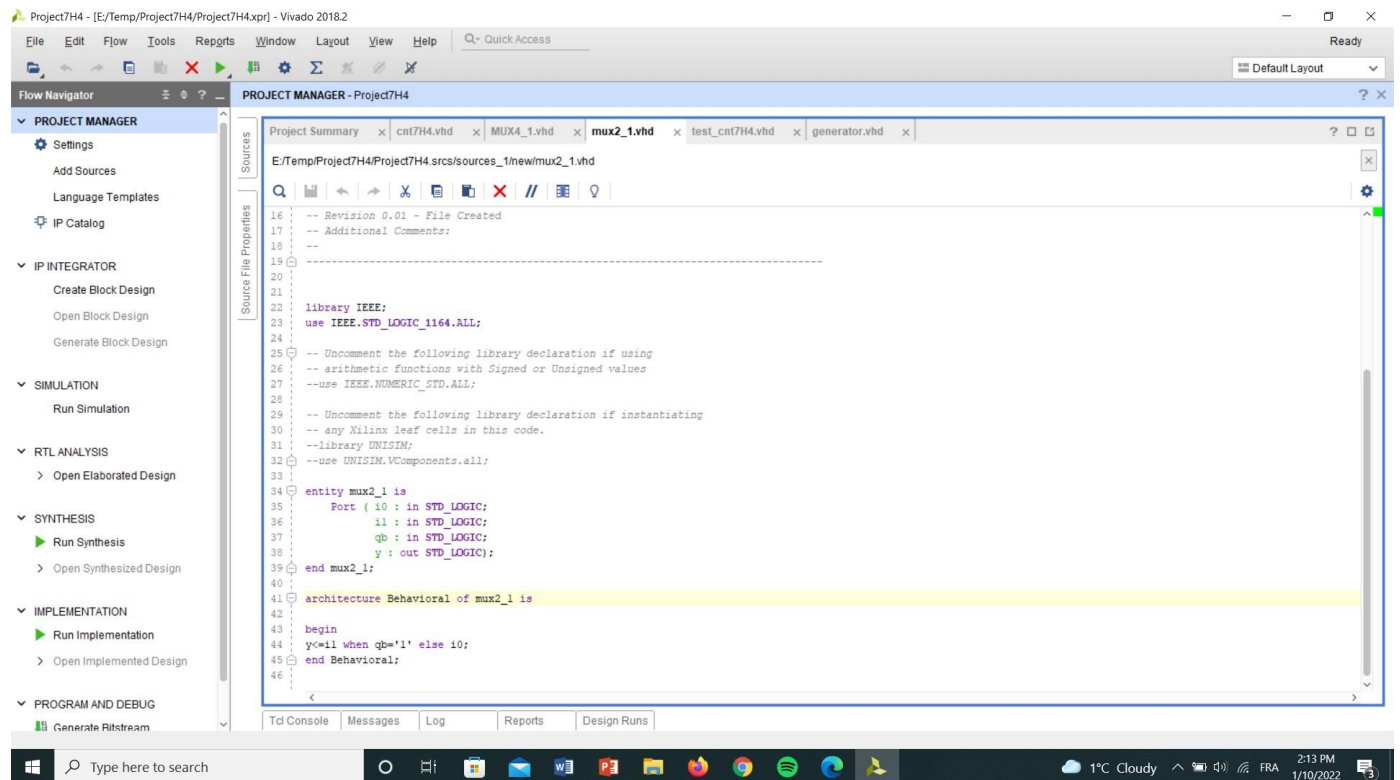 Project7H4 - [E:/Temp/Project7H4/Project7H4.xpr] - Vivado 2018.2
File Edit Flow Tools Reports Window Layout View Help Q- Quick Access Ready
Default Layout
Flow Navigator
PROJECT MANAGER - Project7H4
PROJECT MANAGER
Settings
Add Sources
Language Templates
IP Catalog
IP INTEGRATOR
Create Block Design
Open Block Design
Generate Block Design
SIMULATION
Run Simulation
RTL ANALYSIS
Open Elaborated Design
SYNTHESIS
Run Synthesis
Open Synthesized Design
IMPLEMENTATION
Run Implementation
Open Implemented Design
PROGRAM AND DEBUG
Generate Bitstream
Sources
Source File Properties
Project Summary cnt7H4.vhd MUX4_1.vhd mux2_1.vhd test_cnt7H4.vhd generator.vhd
E:/Temp/Project7H4/Project7H4.srcs/sources_1/new/mux2_1.vhd
16 -- Revision 0.01 - File Created
17 -- Additional Comments:
18 --
19 ----------------------------------------------------------------------------------
20
21
22 library IEEE;
23 use IEEE.STD_LOGIC_1164.ALL;
24
25 -- Uncomment the following library declaration if using
26 -- arithmetic functions with Signed or Unsigned values
27 --use IEEE.NUMERIC_STD.ALL;
28
29 -- Uncomment the following library declaration if instantiating
30 -- any Xilinx leaf cells in this code.
31 --library UNISIM;
32 --use UNISIM.VComponents.all;
33
34 entity mux2_1 is
35 Port ( i0 : in STD_LOGIC;
36 i1 : in STD_LOGIC;
37 qb : in STD_LOGIC;
38 y : out STD_LOGIC);
39 end mux2_1;
40
41 architecture Behavioral of mux2_1 is
42
43 begin
44 y<=i1 when qb='1' else i0;
45 end Behavioral;
46
Tcl Console Messages Log Reports Design Runs
Type here to search
1°C Cloudy FRA 2:13 PM
1/10/2022